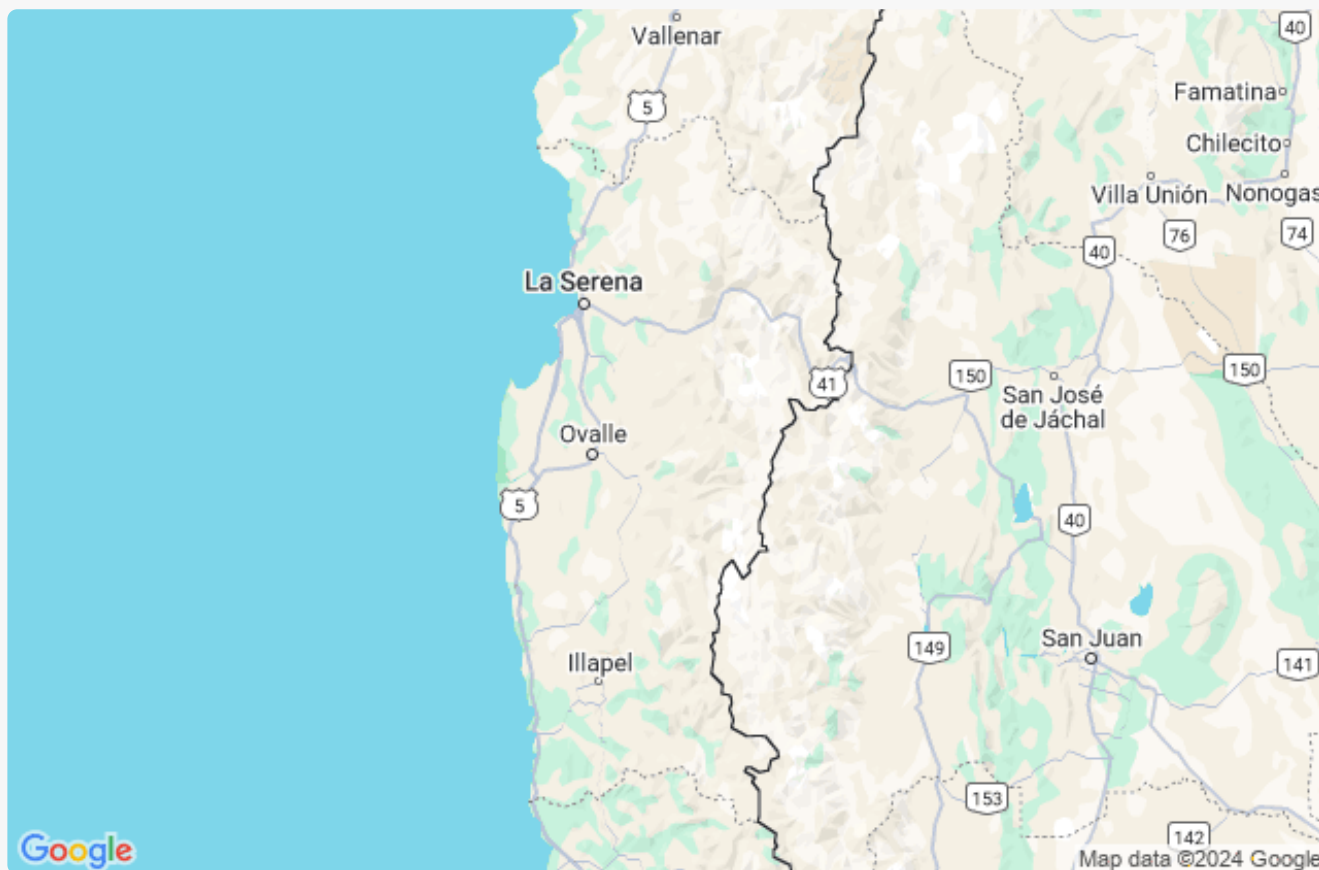 Vallenar
40
5
Famatina
Chilecito
Villa Unión
Nonogas
76
74
40
La Serena
41
150
150
San José
de Jáchal
Ovalle
5
40
Illapel
149
San Juan
141
153
142
Google
Map data ©2024 Google